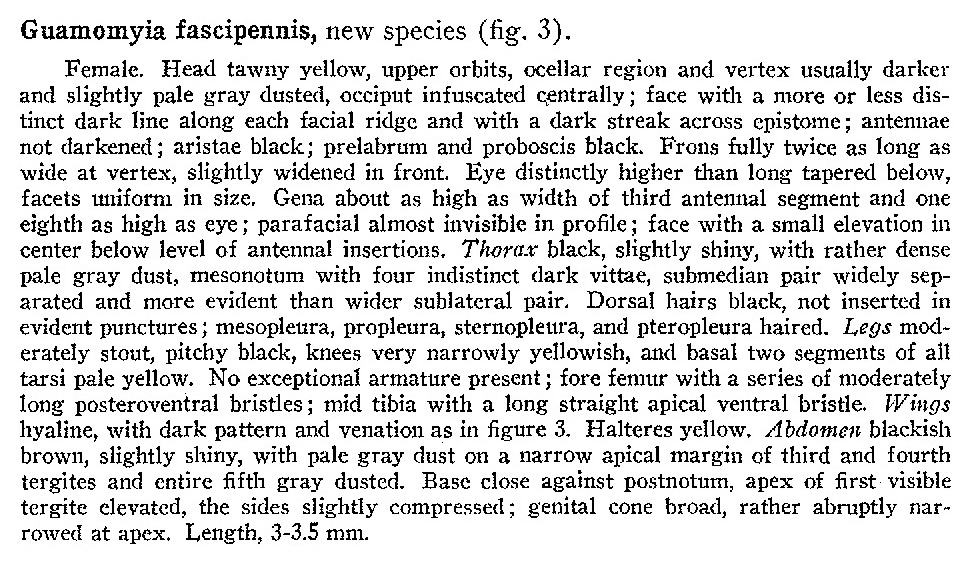 Guamomyia fascipennis, new species (fig. 3).
Female. Head tawny yellow, upper orbits, ocellar region and vertex usually darker
and slightly pale gray dusted, occiput infuscated centrally; face with a more or less dis-
tinct dark line along each facial ridge and with a dark streak across epistome; antennae
not darkened; aristae black; prelabrum and proboscis black. Frons fully twice as long as
wide at vertex, slightly widened in front. Eye distinctly higher than long tapered below,
facets uniform in size. Gena about as high as width of third antennal segment and one
eighth as high as eye; parafacial almost invisible in profile; face with a small elevation in
center below level of antennal insertions. Thorax black, slightly shiny, with rather dense
pale gray dust, mesonotum with four indistinct dark vittae, submedian pair widely sep-
arated and more evident than wider sublateral pair. Dorsal hairs black, not inserted in
evident punctures; mesopleura, propleura, sternopleura, and pteropleura haired. Legs mod-
erately stout, pitchy black, knees very narrowly yellowish, and basal two segments of all
tarsi pale yellow. No exceptional armature present; fore femur with a series of moderately
long posteroventral bristles; mid tibia with a long straight apical ventral bristle. Wings
hyaline, with dark pattern and venation as in figure 3. Halteres yellow. Abdomen blackish
brown, slightly shiny, with pale gray dust on a narrow apical margin of third and fourth
tergites and entire fifth gray dusted. Base close against postnotum, apex of first visible
tergite elevated, the sides slightly compressed; genital cone broad, rather abruptly nar-
rowed at apex. Length, 3-3.5 mm.